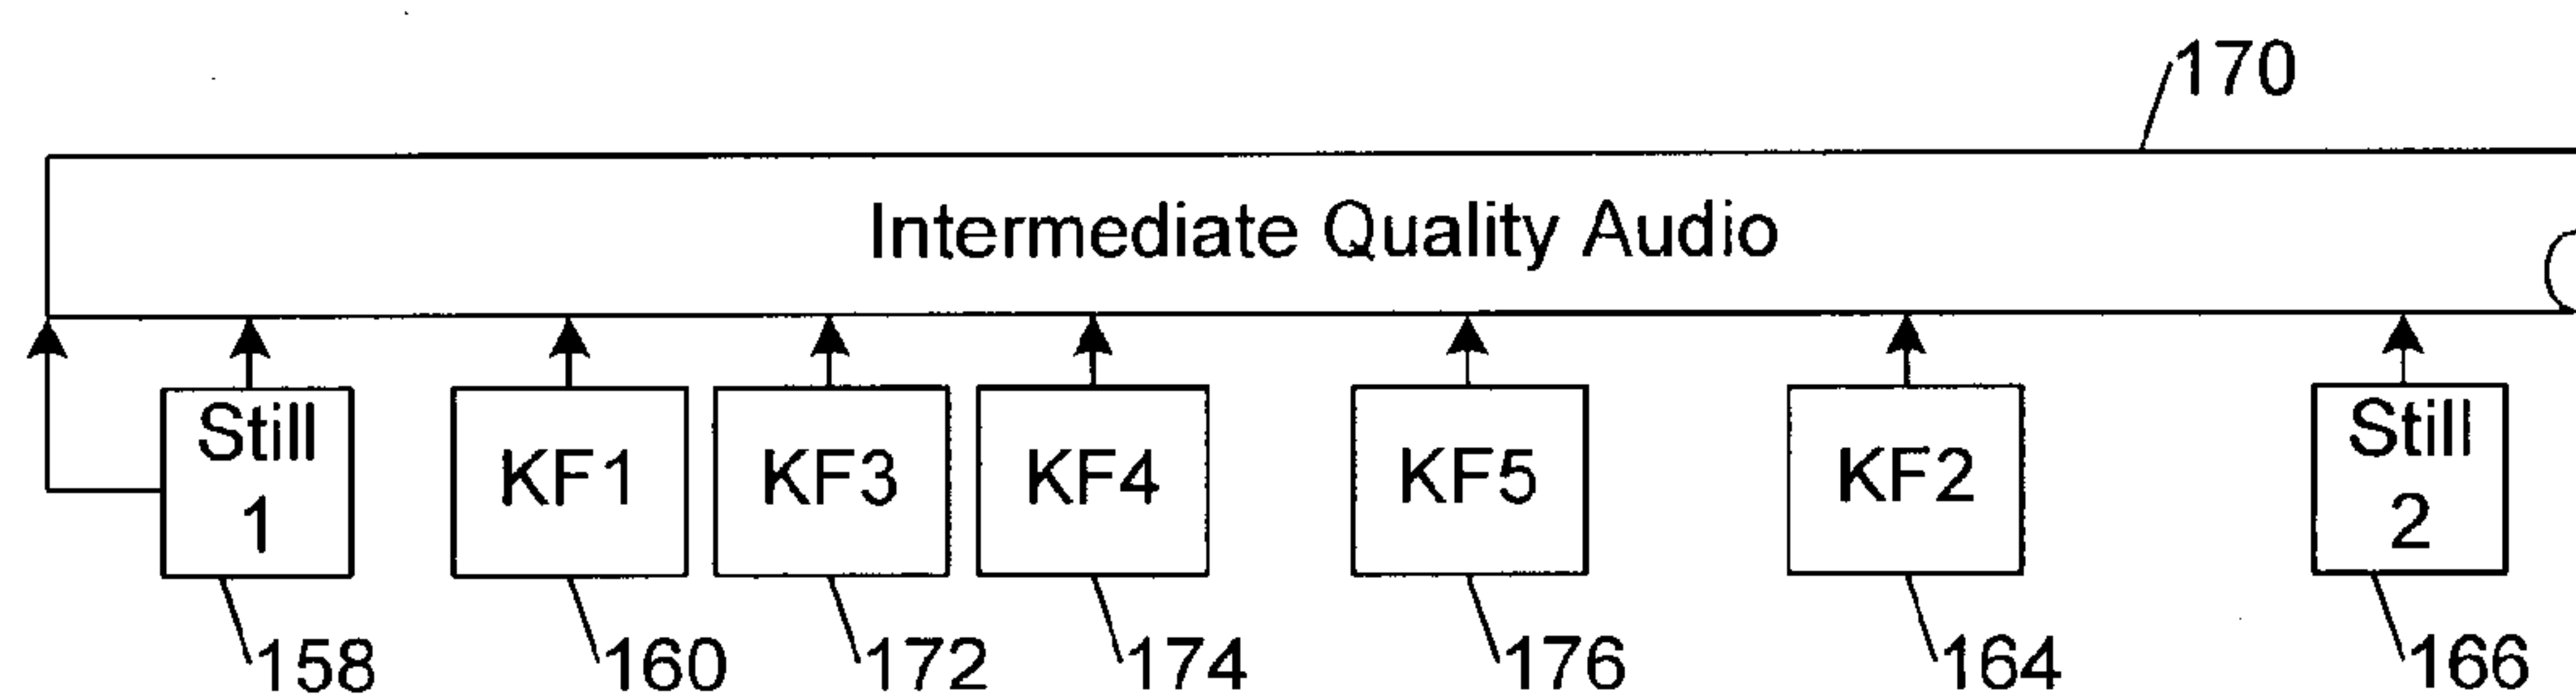 170
Intermediate Quality Audio
Still
1
KF1
KF3
KF4
KF5
KF2
Still
2
158
160
172
174
176
164
166